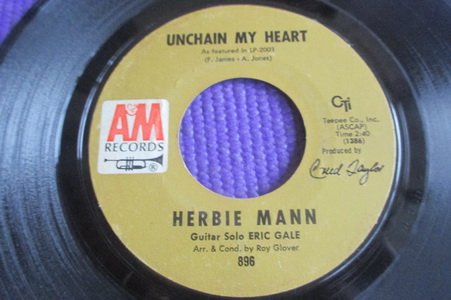 UNCHAIN MY HEART
As featured in LP-2003
(F. James - A. Jones)
A&M
RECORDS
CTi
Teepee Co., Inc.
(ASCAP)
Time 2:40
(1386)
Produced by
Creed Taylor
HERBIE MANN
Guitar Solo ERIC GALE
Arr. & Cond. by Roy Glover
896